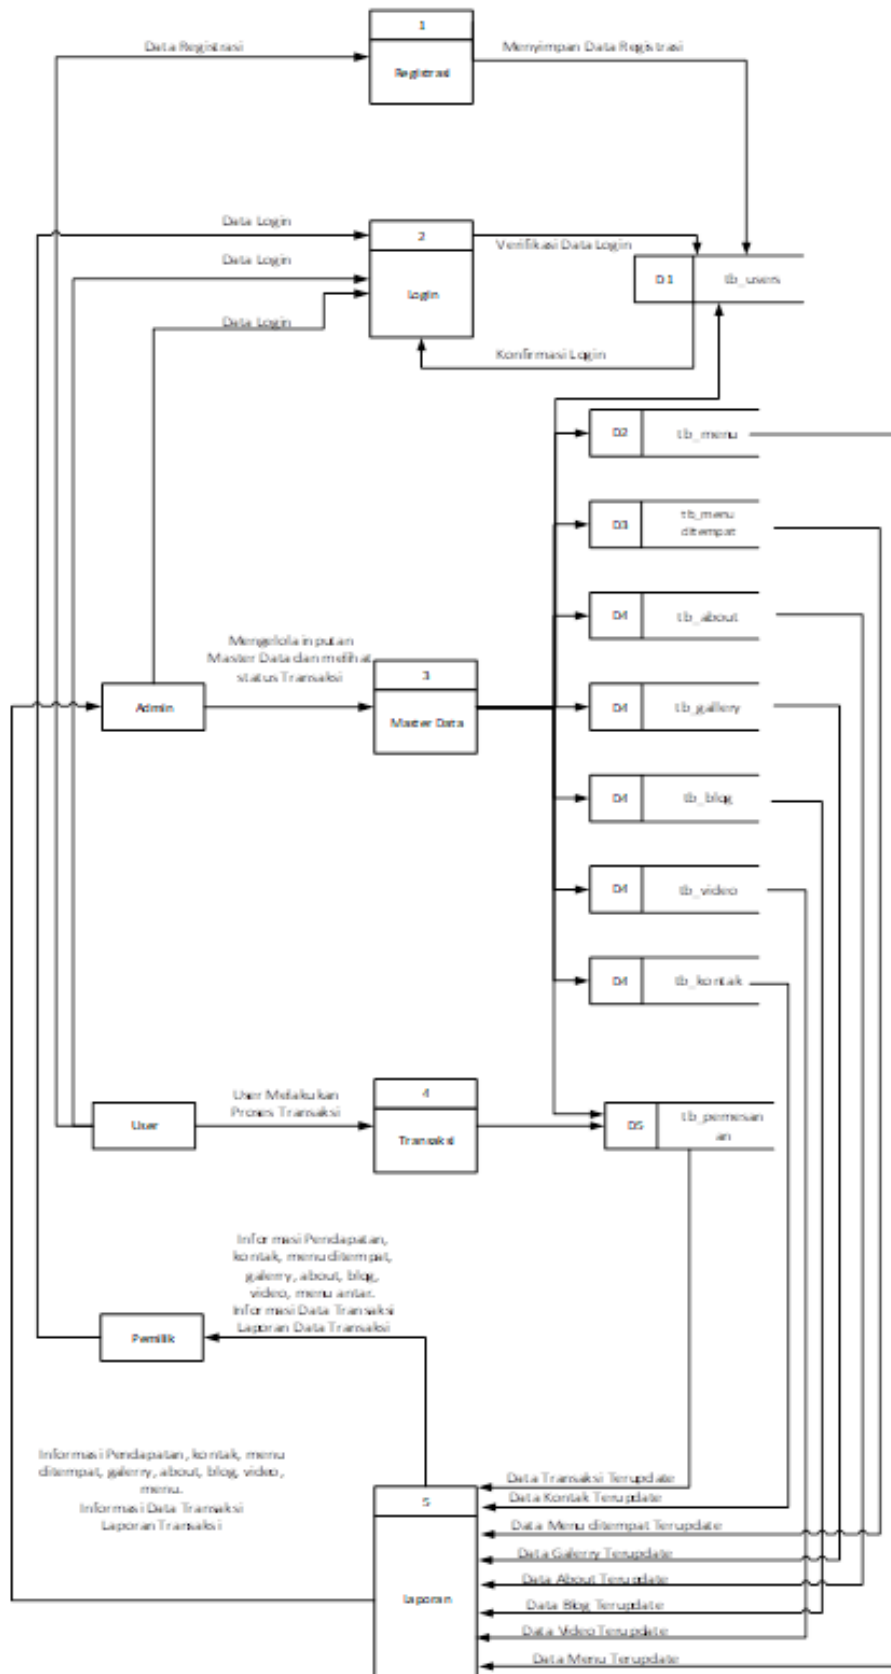 1
Data Registrasi
Menyimpan Data Registrasi
Registrasi
Data Login
2
Verifikasi Data Login
Data Login
D1
tb_users
Login
Data Login
Konfirmasi Login
D2
tb_menu
D3
tb_menu
ditempat
D4
tb_about
Mengelola inputan
Master Data dan melihat
status Transaksi
3
Admin
Master Data
D4
tb_gallery
D4
tb_blog
D4
tb_video
D4
tb_kontak
User Melakukan
Proses Transaksi
4
User
Transaksi
D5
tb_pemesan
an
Informasi Pendapatan,
kontak, menu ditempat,
galerry, about, blog,
video, menu antar.
Informasi Data Transaksi
Laporan Data Transaksi
Pemilik
Informasi Pendapatan, kontak, menu
ditempat, galerry, about, blog, video,
menu.
Informasi Data Transaksi
Laporan Transaksi
Data Transaksi Terupdate
5
Data Kontak Terupdate
Data Menu ditempat Terupdate
Data Galerry Terupdate
Data About Terupdate
Laporan
Data Blog Terupdate
Data Video Terupdate
Data Menu Terupdate